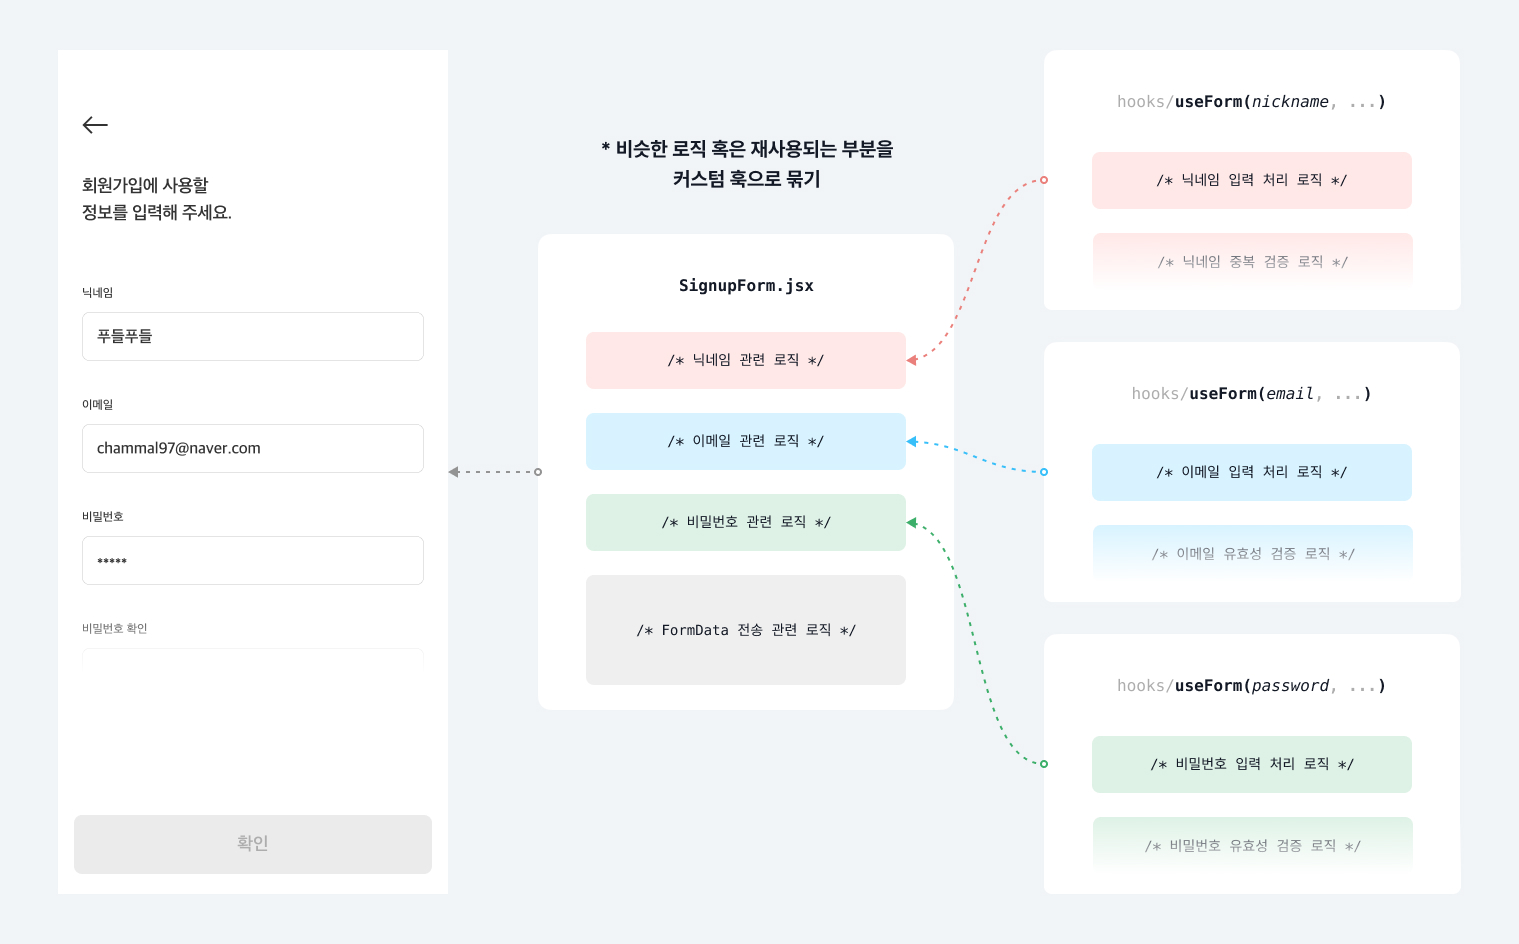 회원가입에 사용할
정보를 입력해 주세요.
닉네임
푸들푸들
이메일
chammal97@naver.com
비밀번호
*****
비밀번호 확인
확인
* 비슷한 로직 혹은 재사용되는 부분을
커스텀 훅으로 묶기
SignupForm.jsx
/* 닉네임 관련 로직 */
/* 이메일 관련 로직 */
/* 비밀번호 관련 로직 */
/* FormData 전송 관련 로직 */
hooks/useForm(nickname, ...)
/* 닉네임 입력 처리 로직 */
/* 닉네임 중복 검증 로직 */
hooks/useForm(email, ...)
/* 이메일 입력 처리 로직 */
/* 이메일 유효성 검증 로직 */
hooks/useForm(password, ...)
/* 비밀번호 입력 처리 로직 */
/* 비밀번호 유효성 검증 로직 */